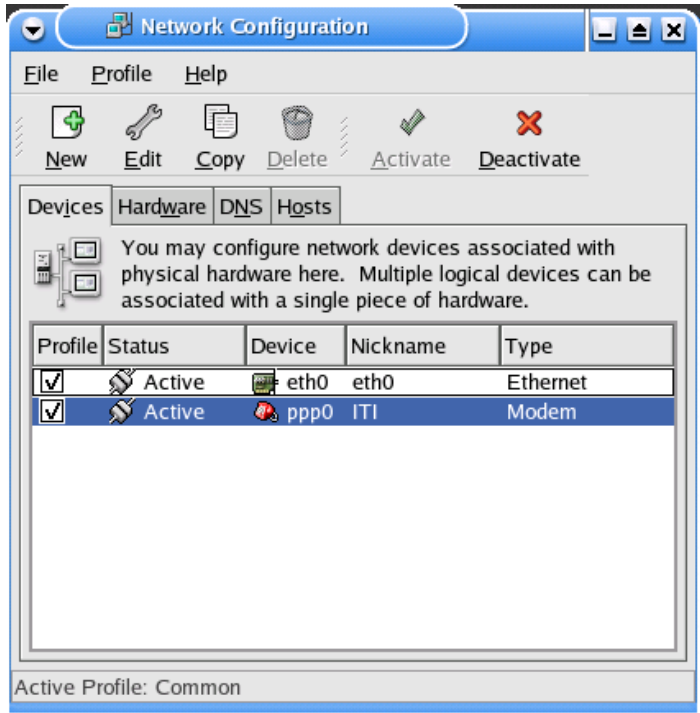 Network Configuration
File Profile Help
New Edit Copy Delete Activate Deactivate
Devices Hardware DNS Hosts
You may configure network devices associated with
physical hardware here. Multiple logical devices can be
associated with a single piece of hardware.
Profile Status Device Nickname Type
Active eth0 eth0 Ethernet
Active ppp0 ITI Modem
Active Profile: Common